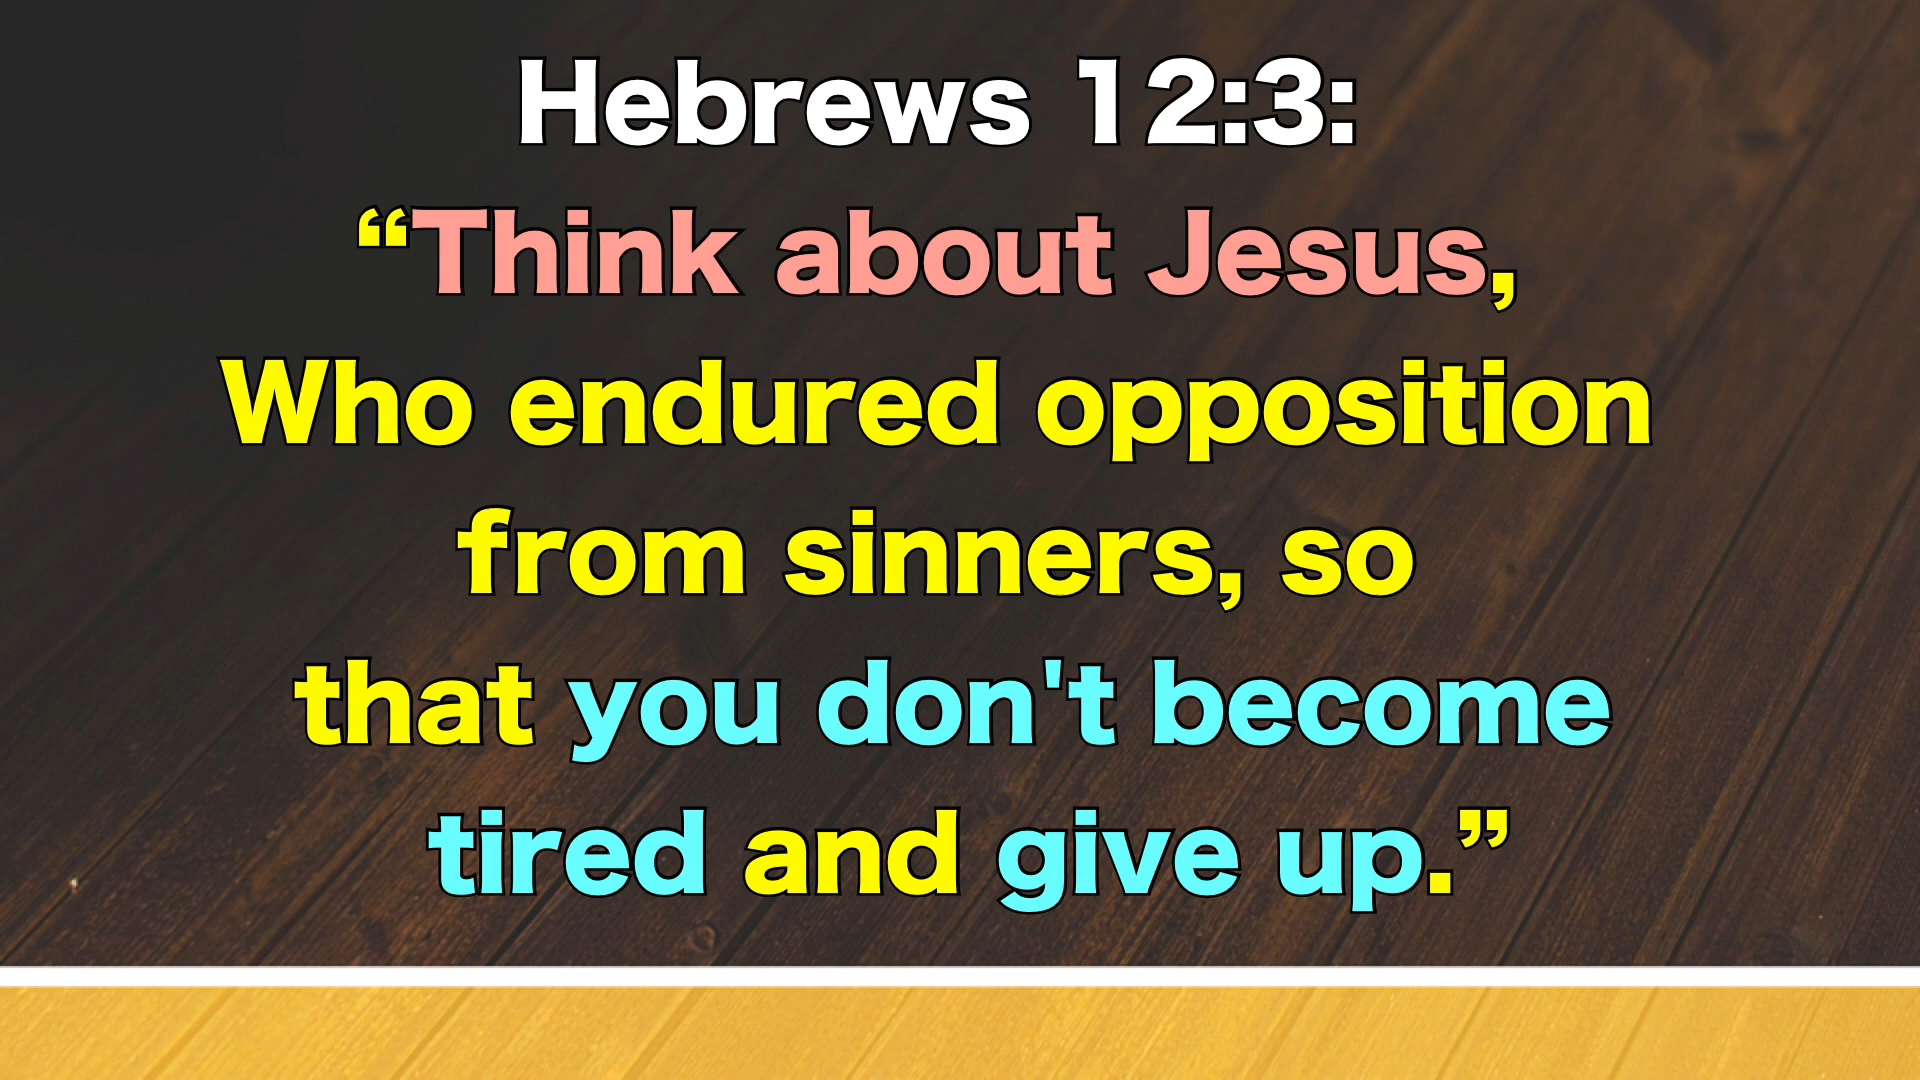 Hebrews 12:3:
“Think about Jesus,
Who endured opposition
from sinners, so
that you don't become
tired and give up.”